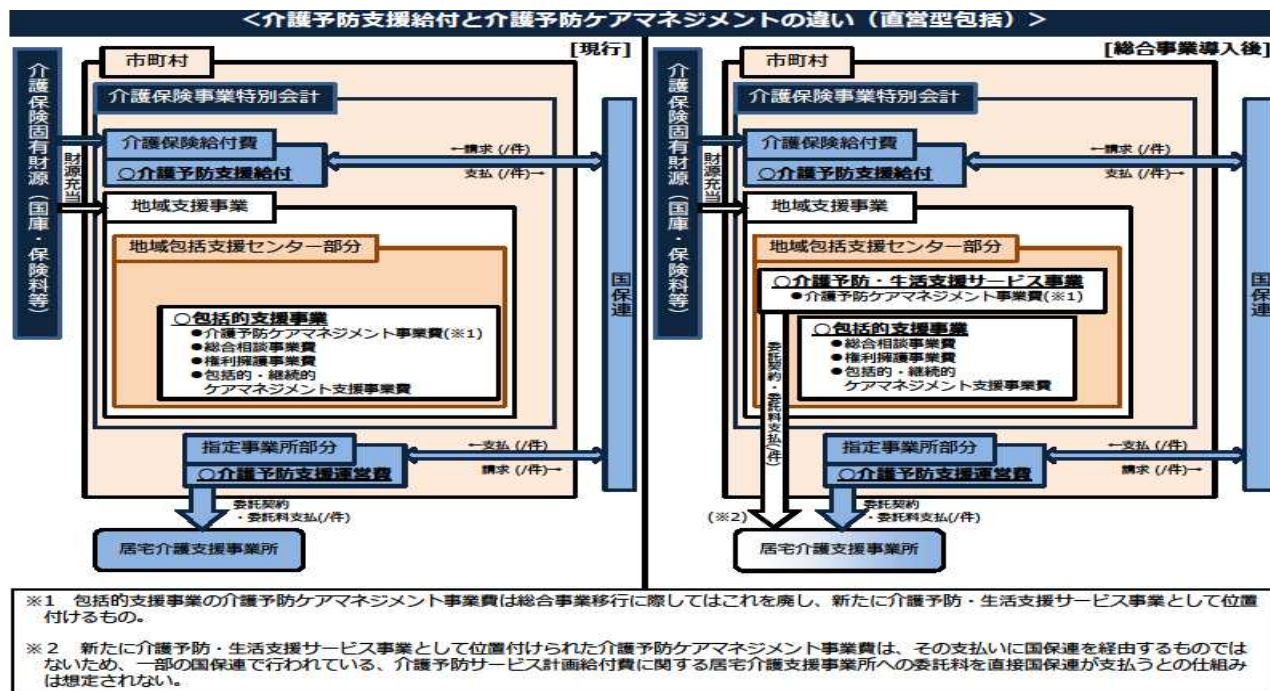 <介護予防支援給付と介護予防ケアマネジメントの違い（直営型包括）>
[現行]
介護保険固有財源（国庫・保険料等）
財源充当
市町村
介護保険事業特別会計
介護保険給付費
○介護予防支援給付
←請求 (/件)
支払 (/件)→
地域支援事業
地域包括支援センター部分
○包括的支援事業
●介護予防ケアマネジメント事業費(※1)
●総合相談事業費
●権利擁護事業費
●包括的・継続的
ケアマネジメント支援事業費
国保連
指定事業所部分
○介護予防支援運営費
←支払 (/件)
請求 (/件)→
委託契約
・委託料支払(/件)
居宅介護支援事業所
[総合事業導入後]
介護保険固有財源（国庫・保険料等）
財源充当
市町村
介護保険事業特別会計
介護保険給付費
○介護予防支援給付
←請求 (/件)
支払 (/件)→
地域支援事業
地域包括支援センター部分
○介護予防・生活支援サービス事業
●介護予防ケアマネジメント事業費(※1)
○包括的支援事業
●総合相談事業費
●権利擁護事業費
●包括的・継続的
ケアマネジメント支援事業費
委託契約・委託料支払(/件)
国保連
指定事業所部分
○介護予防支援運営費
←支払 (/件)
請求 (/件)→
(※2)
委託契約
・委託料支払(/件)
居宅介護支援事業所
※1 包括的支援事業の介護予防ケアマネジメント事業費は総合事業移行に際してはこれを廃し、新たに介護予防・生活支援サービス事業として位置
付けるもの。
※２ 新たに介護予防・生活支援サービス事業として位置付けられた介護予防ケアマネジメント事業費は、その支払いに国保連を経由するものでは
ないため、一部の国保連で行われている、介護予防サービス計画給付費に関する居宅介護支援事業所への委託料を直接国保連が支払うとの仕組み
は想定されない。